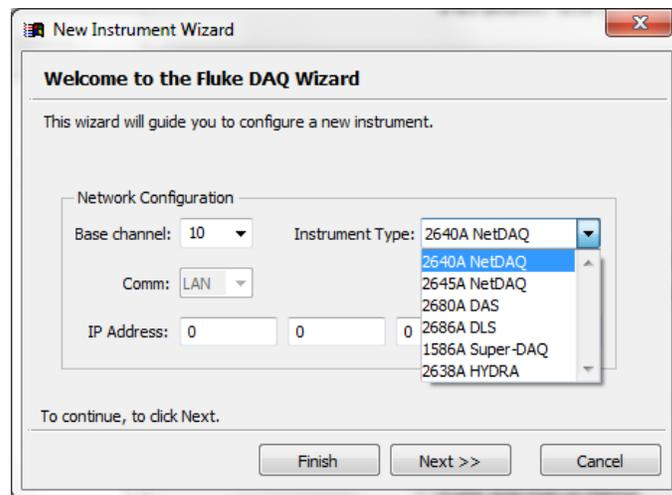 New Instrument Wizard
Welcome to the Fluke DAQ Wizard
This wizard will guide you to configure a new instrument.
Network Configuration
Base channel: 10 Instrument Type: 2640A NetDAQ
2640A NetDAQ
2645A NetDAQ
2680A DAS
2686A DLS
1586A Super-DAQ
2638A HYDRA
Comm: LAN
IP Address: 0 0 0
To continue, to click Next.
Finish Next >> Cancel